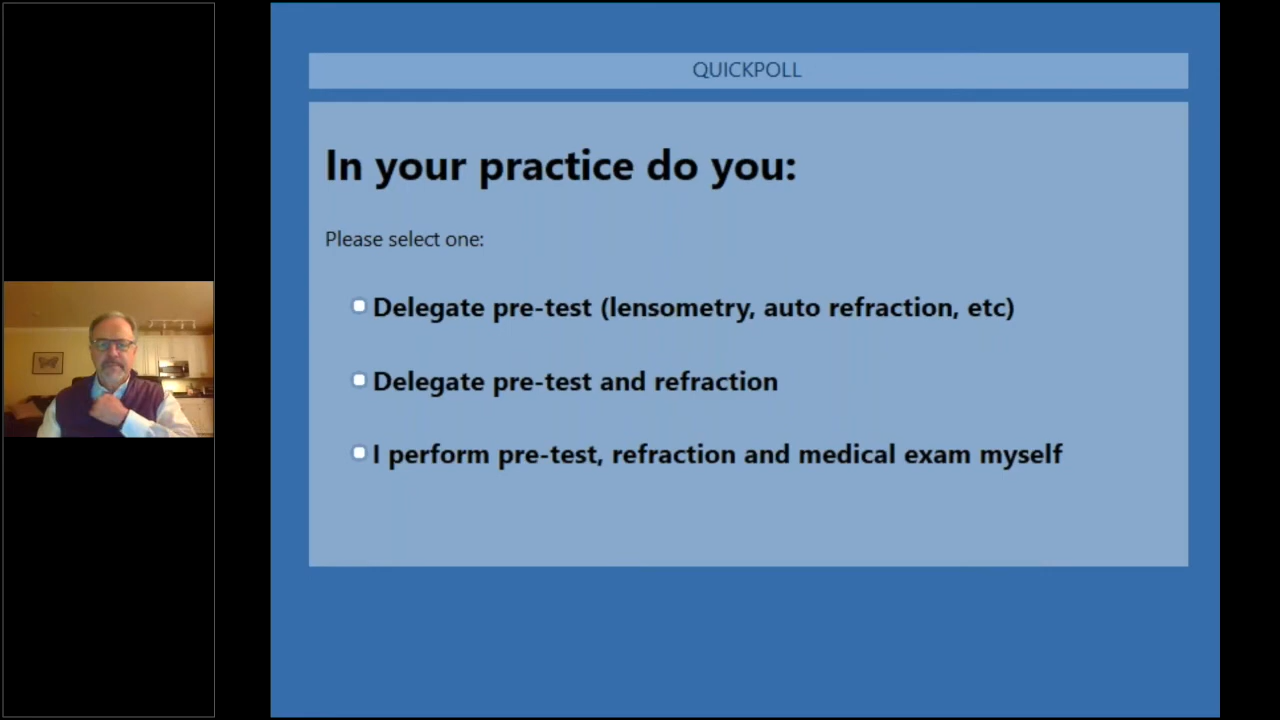 QUICKPOLL
In your practice do you:
Please select one:
Delegate pre-test (lensometry, auto refraction, etc)
Delegate pre-test and refraction
I perform pre-test, refraction and medical exam myself